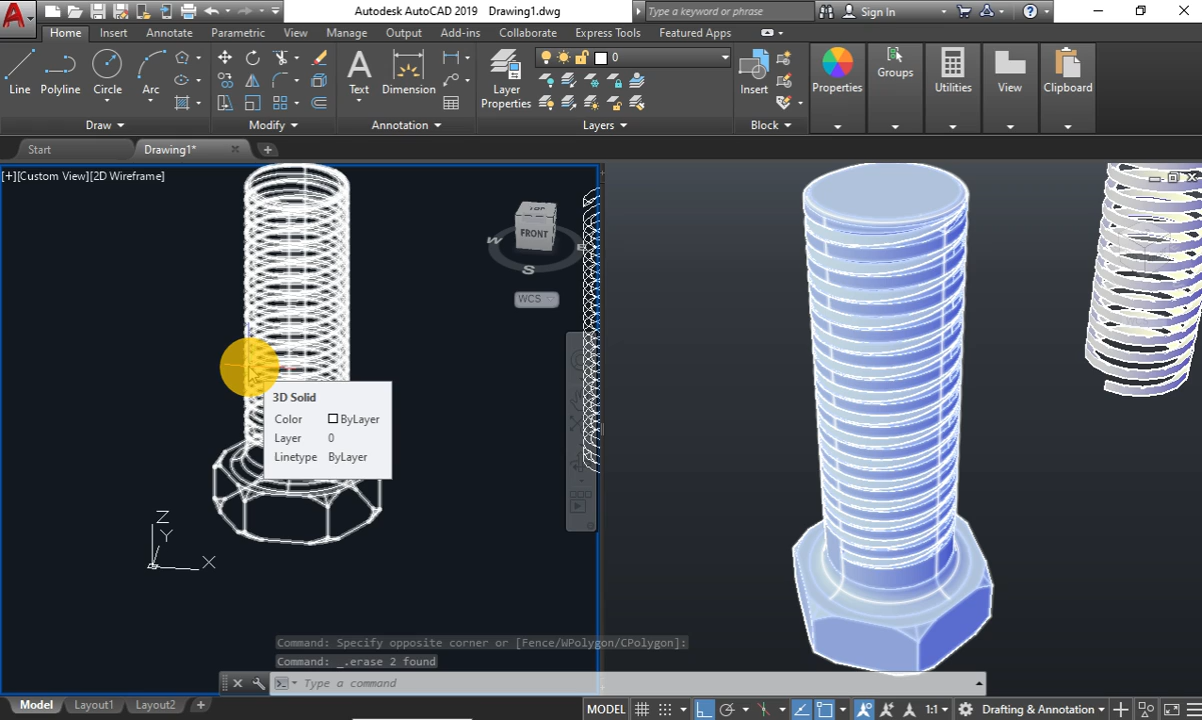 Autodesk AutoCAD 2019 Drawing1.dwg
Type a keyword or phrase
Sign In
Home Insert Annotate Parametric View Manage Output Add-ins Collaborate Express Tools Featured Apps
Line Polyline Circle Arc
Text Dimension
Layer
Properties
0
Insert
Properties Groups Utilities View Clipboard
Draw Modify Annotation Layers Block
Start Drawing1*
[+][Custom View][2D Wireframe]
TOP
FRONT
W E
S
WCS
3D Solid
Color ByLayer
Layer 0
Linetype ByLayer
Z
Y
X
Command: Specify opposite corner or [Fence/WPolygon/CPolygon]:
Command: _.erase 2 found
Type a command
Model Layout1 Layout2
MODEL 1:1 Drafting & Annotation